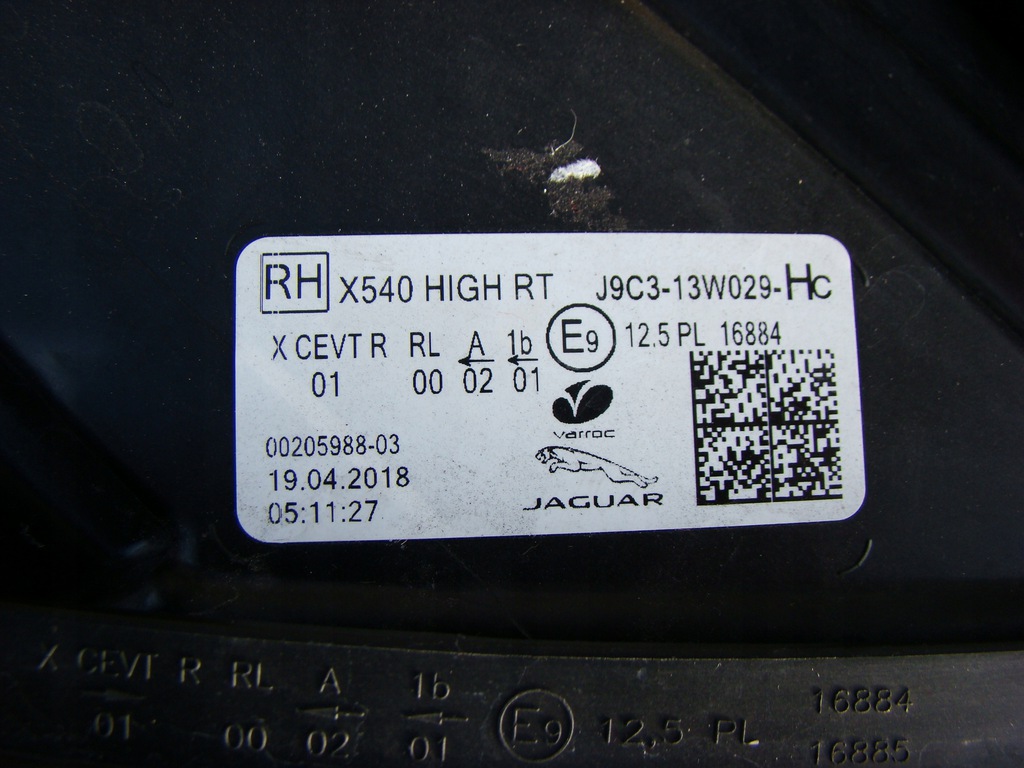 RH X540 HIGH RT J9C3-13W029-HC
X CEVT R RL A 1b E9 12.5 PL 16884
01 00 02 01
varroc
00205988-03
19.04.2018 JAGUAR
05:11:27
X CEVT R RL A 1b 16884
01 00 02 01 E9 12,5 PL 16885